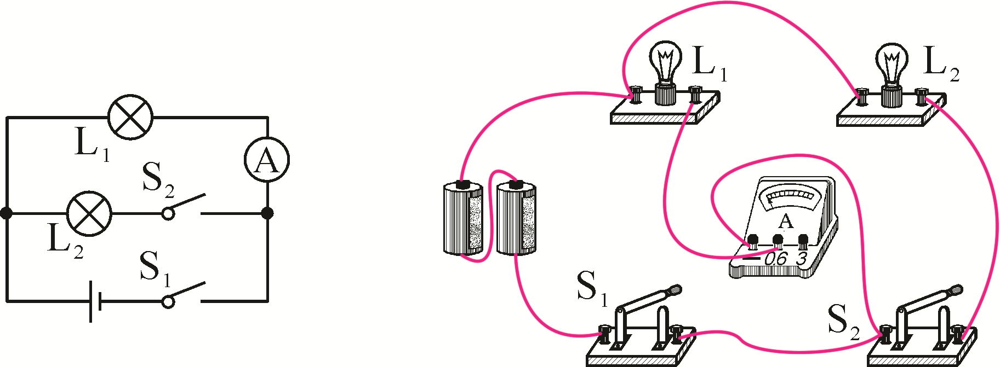 L₁
A
S₂
L₂
S₁
L₁
L₂
A
— 0.6 3
S₁
S₂